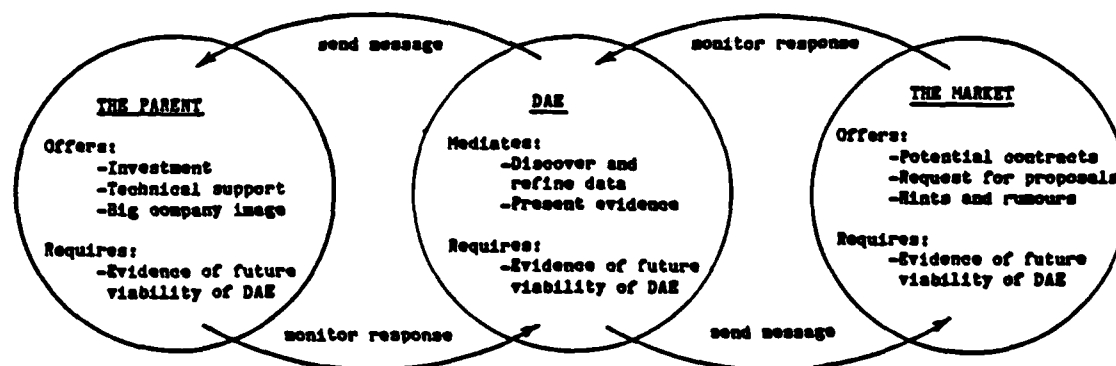 send message
monitor response
THE PARENT
Offers:
-Investment
-Technical support
-Big company image
Requires:
-Evidence of future
viability of DAE
DAE
Mediates:
-Discover and
refine data
-Present evidence
Requires:
-Evidence of future
viability of DAE
THE MARKET
Offers:
-Potential contracts
-Request for proposals
-Hints and rumours
Requires:
-Evidence of future
viability of DAE
monitor response
send message